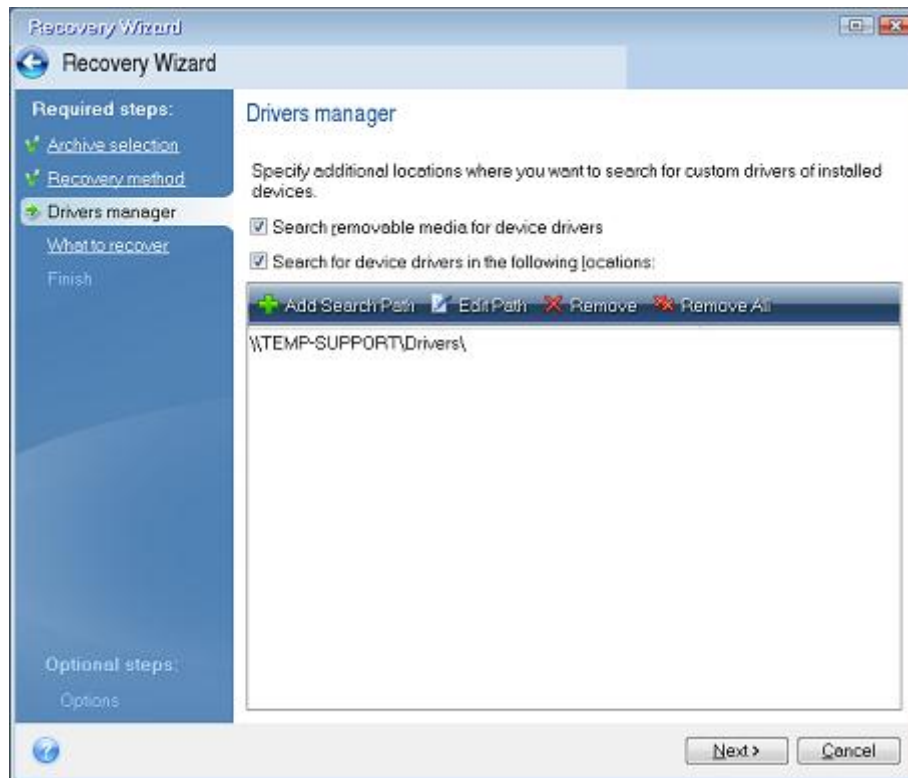 Recovery Wizard
Recovery Wizard
Required steps:
Archive selection
Recovery method
Drivers manager
What to recover
Finish
Optional steps:
Options
Drivers manager
Specify additional locations where you want to search for custom drivers of installed
devices.
Search removable media for device drivers
Search for device drivers in the following locations:
Add Search Path Edit Path Remove Remove All
\\TEMP-SUPPORT\Drivers\
? Next > Cancel